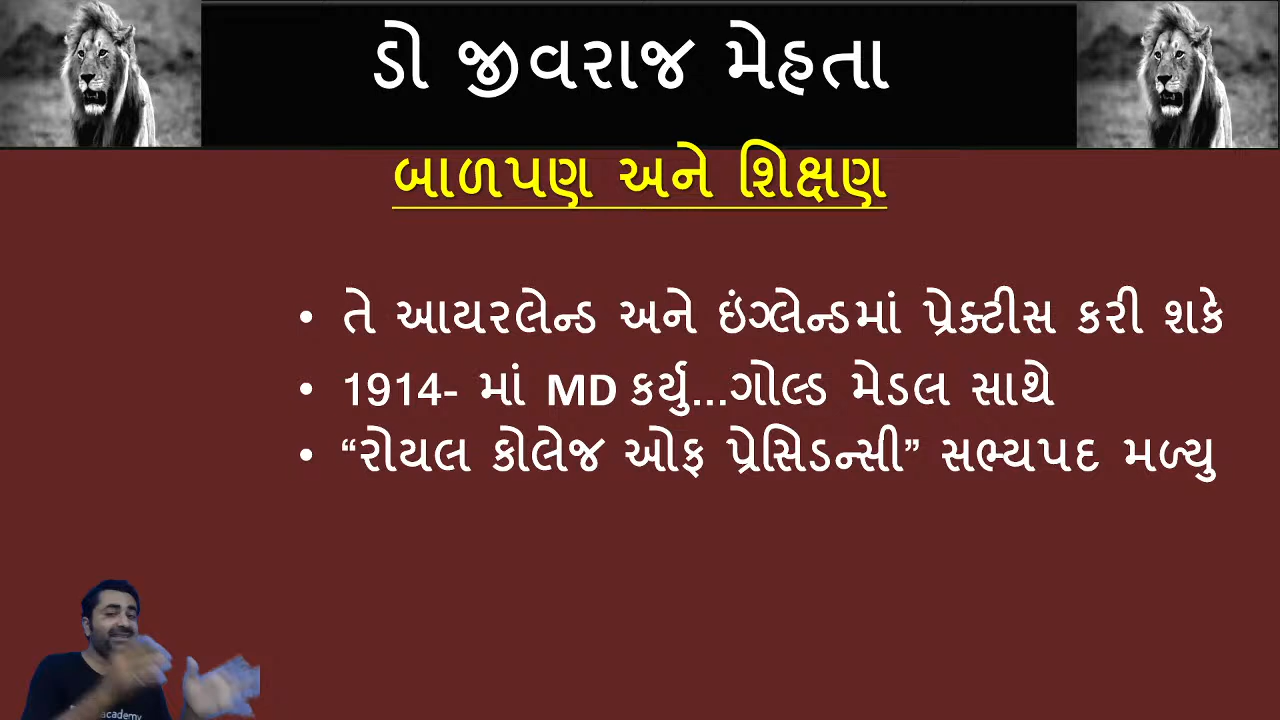 ડો જીવરાજ મેહતા
બાળપણ અને શિક્ષણ
• તે આયરલેન્ડ અને ઇંગ્લેન્ડમાં પ્રેક્ટીસ કરી શકે
• 1914- માં MD કર્યું...ગોલ્ડ મેડલ સાથે
• “રોયલ કોલેજ ઓફ પ્રેસિડન્સી” સભ્યપદ મળ્યુ
academy